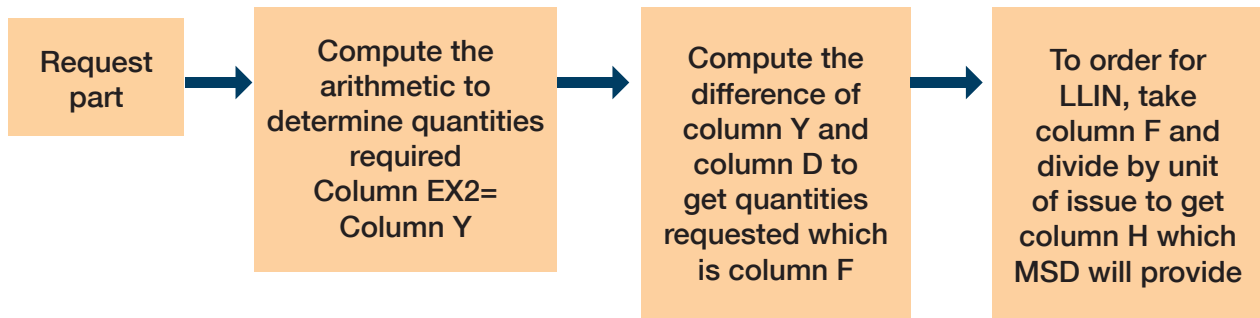 Request
part
Compute the
arithmetic to
determine quantities
required
Column EX2=
Column Y
Compute the
difference of
column Y and
column D to
get quantities
requested which
is column F
To order for
LLIN, take
column F and
divide by unit
of issue to get
column H which
MSD will provide